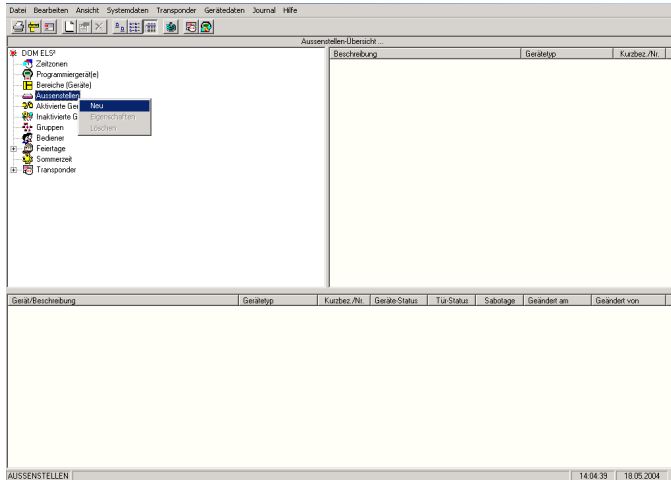 Datei Bearbeiten Ansicht Systemdaten Transponder Gerätedaten Journal Hilfe
Aussenstellen-Übersicht ...
DOM ELS²
Zeitzonen
Programmiergerät(e)
Bereiche (Geräte)
Aussenstellen
Aktivierte Ger
Inaktivierte G
Gruppen
Bediener
Feiertage
Sommerzeit
Transponder
Neu
Eigenschaften
Löschen
Beschreibung Gerätetyp Kurzbez./Nr.
Gerät/Beschreibung Gerätetyp Kurzbez./Nr. Geräte-Status Tür-Status Sabotage Geändert am Geändert von
AUSSENSTELLEN 14:04:39 18.05.2004